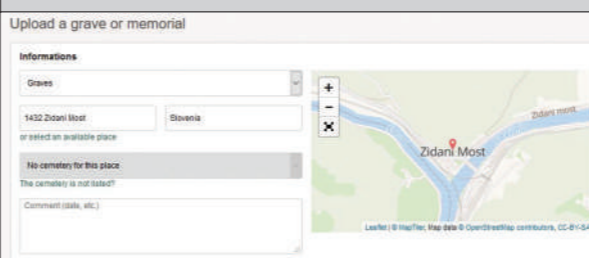 Upload a grave or memorial
Informations
Graves
1432 Zidani Most
Slovenia
or select an available place
No cemetery for this place
The cemetery is not listed?
Comment (date, etc.)
+
−
Zidani most
Zidani Most
Leaflet | © MapTiler, Map data © OpenStreetMap contributors, CC-BY-SA